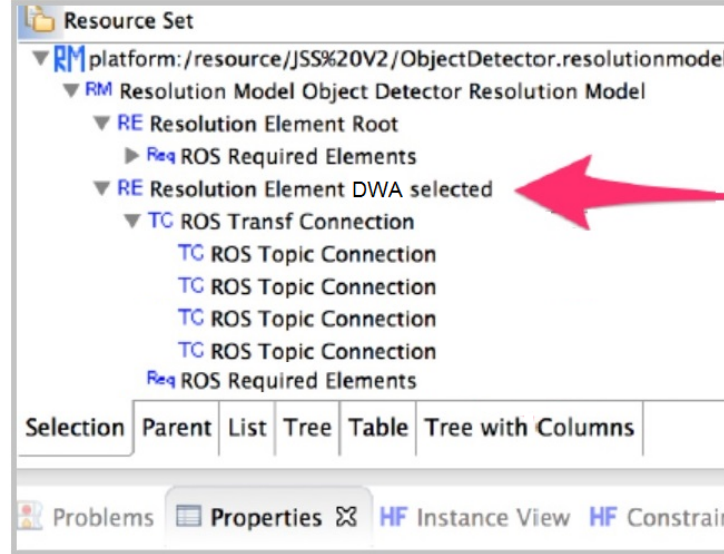 Resource Set
RM platform:/resource/JSS%20V2/ObjectDetector.resolutionmodel
RM Resolution Model Object Detector Resolution Model
RE Resolution Element Root
Req ROS Required Elements
RE Resolution Element DWA selected
TC ROS Transf Connection
TC ROS Topic Connection
TC ROS Topic Connection
TC ROS Topic Connection
TC ROS Topic Connection
Req ROS Required Elements
Selection Parent List Tree Table Tree with Columns
Problems Properties HF Instance View HF Constrain